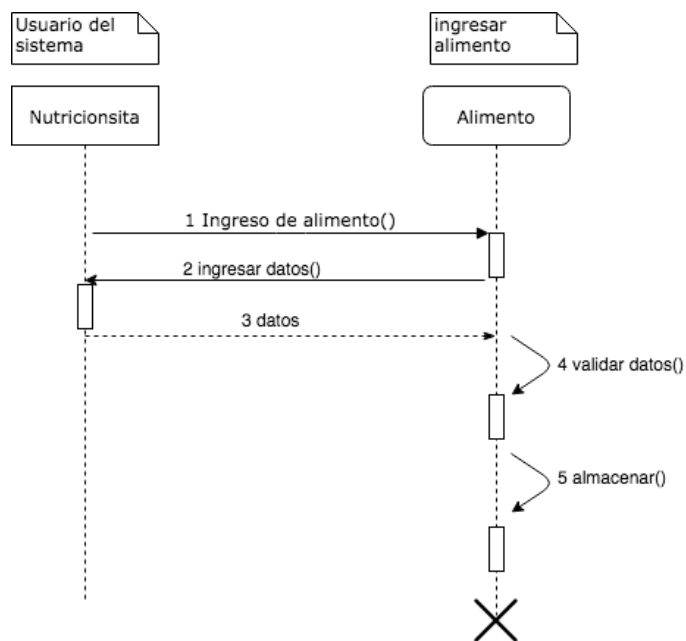 Usuario del
sistema
ingresar
alimento
Nutricionsita
Alimento
1 Ingreso de alimento()
2 ingresar datos()
3 datos
4 validar datos()
5 almacenar()